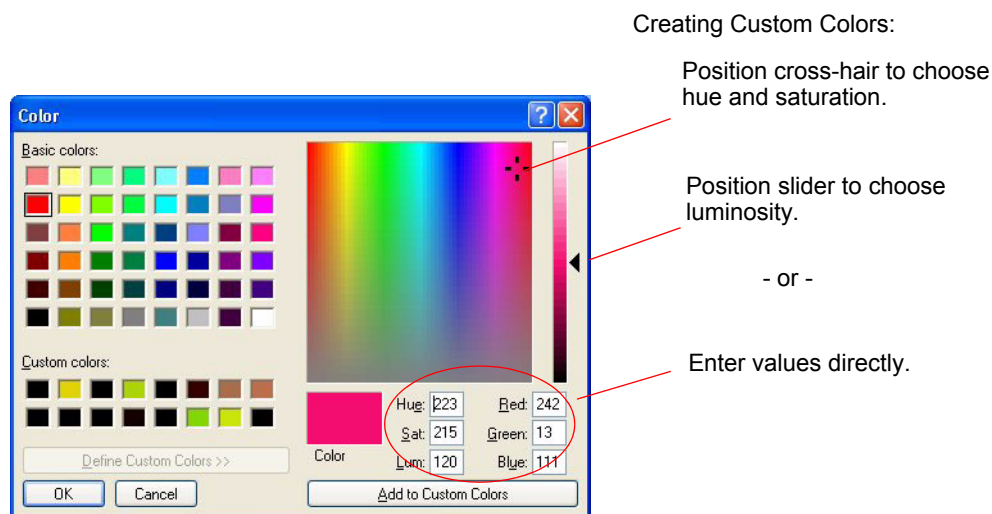 Creating Custom Colors:
Position cross-hair to choose
hue and saturation.
Color
Basic colors:
Position slider to choose
luminosity.
- or -
Custom colors:
Enter values directly.
Hue: 223 Red: 242
Sat: 215 Green: 13
Color Lum: 120 Blue: 111
Define Custom Colors >>
OK Cancel Add to Custom Colors